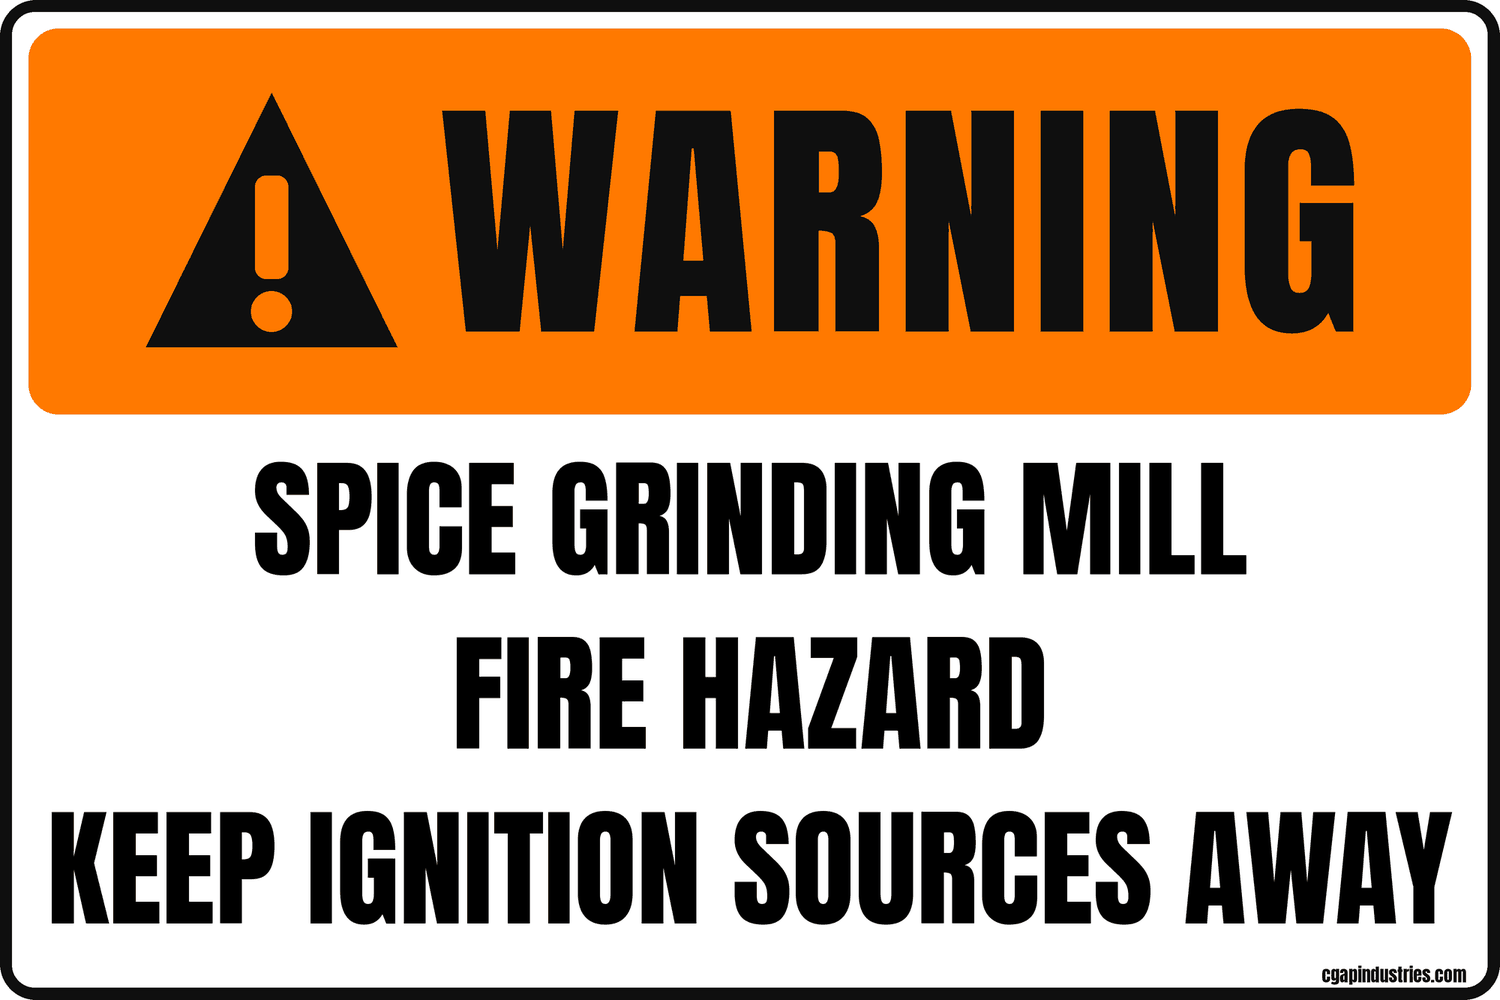 WARNING
SPICE GRINDING MILL
FIRE HAZARD
KEEP IGNITION SOURCES AWAY
cgapindustries.com